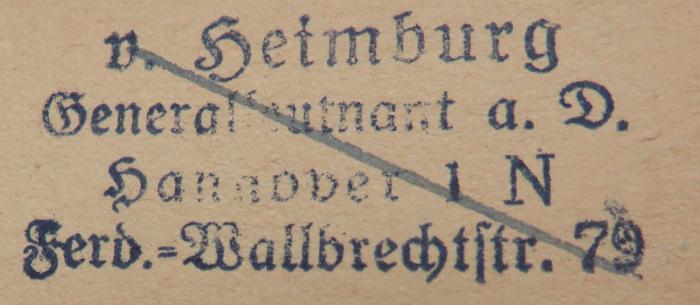 v. Heimburg
Generalleutnant a. D.
Hannover 1 N
Ferd.-Wallbrechtstr. 79